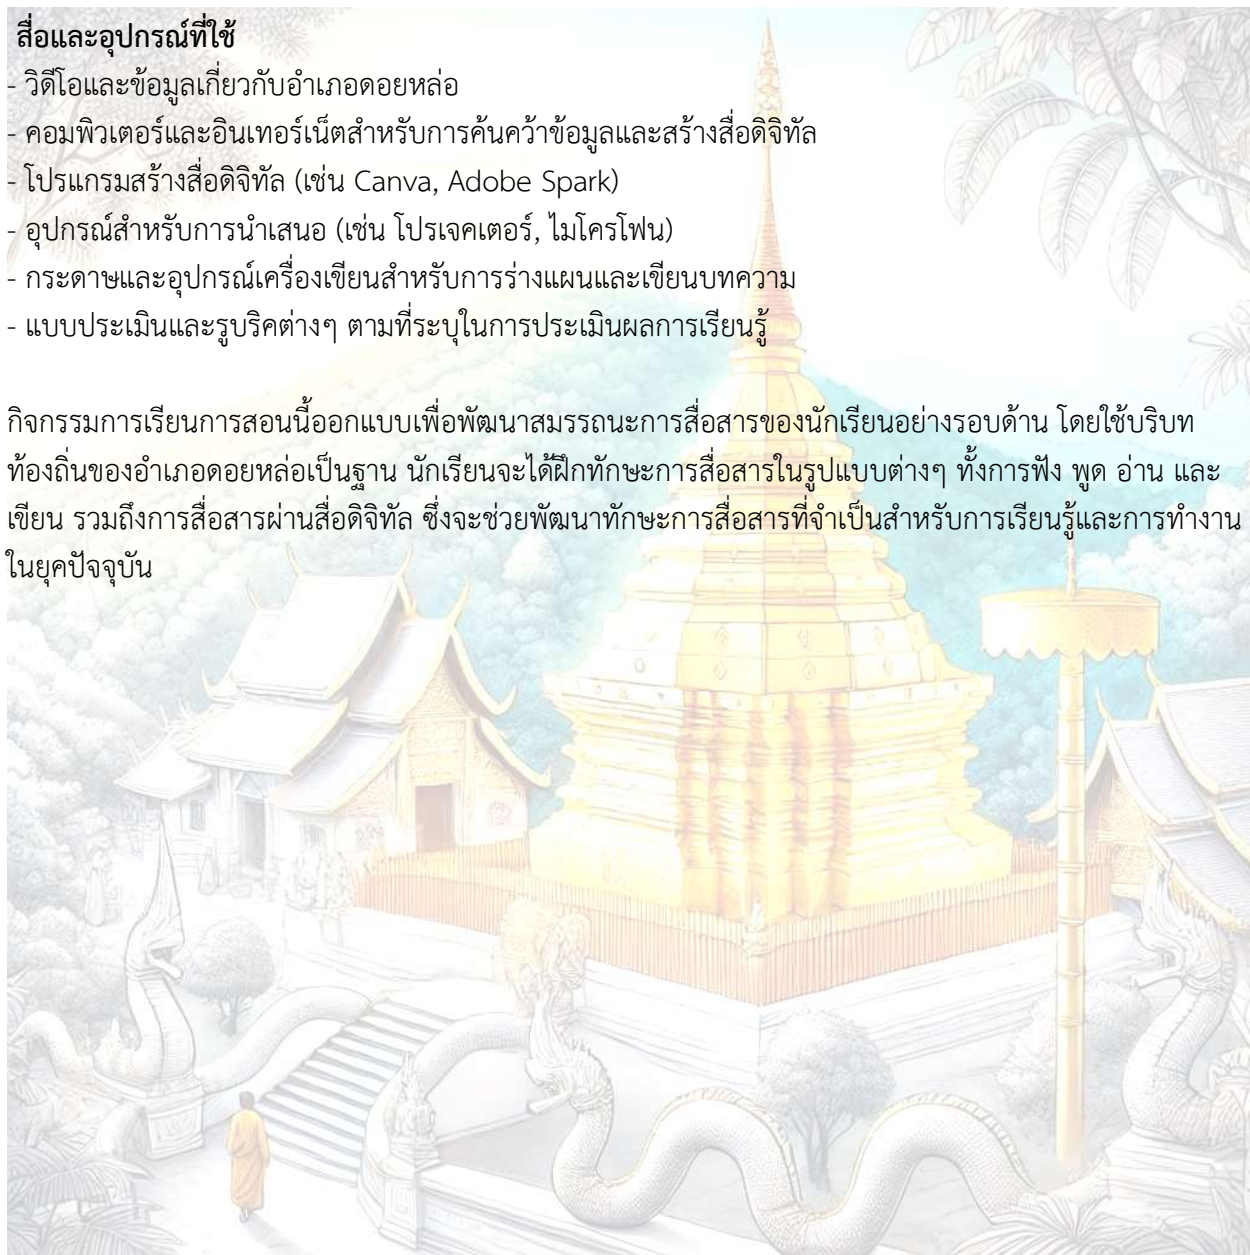 สื่อและอุปกรณ์ที่ใช้
- วิดีโอและข้อมูลเกี่ยวกับอำเภอดอยหล่อ
- คอมพิวเตอร์และอินเทอร์เน็ตสำหรับการค้นคว้าข้อมูลและสร้างสื่อดิจิทัล
- โปรแกรมสร้างสื่อดิจิทัล (เช่น Canva, Adobe Spark)
- อุปกรณ์สำหรับการนำเสนอ (เช่น โปรเจคเตอร์, ไมโครโฟน)
- กระดาษและอุปกรณ์เครื่องเขียนสำหรับการร่างแผนและเขียนบทความ
- แบบประเมินและรูบริคต่างๆ ตามที่ระบุในการประเมินผลการเรียนรู้
กิจกรรมการเรียนการสอนนี้ออกแบบเพื่อพัฒนาสมรรถนะการสื่อสารของนักเรียนอย่างรอบด้าน โดยใช้บริบท
ท้องถิ่นของอำเภอดอยหล่อเป็นฐาน นักเรียนจะได้ฝึกทักษะการสื่อสารในรูปแบบต่างๆ ทั้งการฟัง พูด อ่าน และ
เขียน รวมถึงการสื่อสารผ่านสื่อดิจิทัล ซึ่งจะช่วยพัฒนาทักษะการสื่อสารที่จำเป็นสำหรับการเรียนรู้และการทำงาน
ในยุคปัจจุบัน